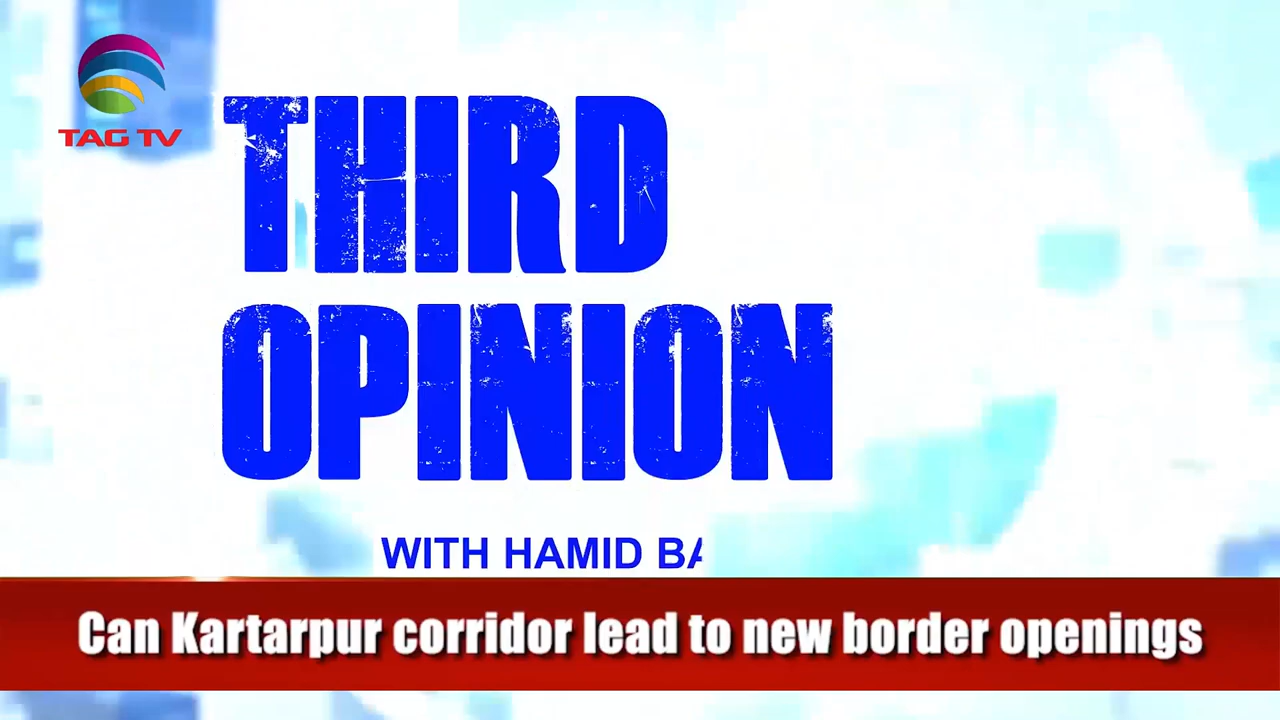 TAG TV
THIRD
OPINION
WITH HAMID
Can Kartarpur corridor lead to new border openings